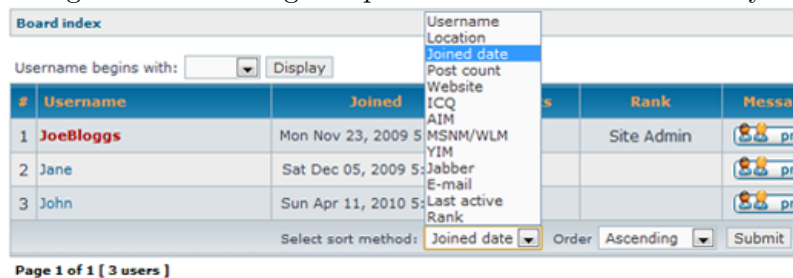 Board index
Username
Location
Joined date
Post count
Website
ICQ
AIM
MSNM/WLM
YIM
Jabber
E-mail
Last active
Rank
Username begins with: Display
# Username Joined Rank
1 JoeBloggs Mon Nov 23, 2009 5 Site Admin
2 Jane Sat Dec 05, 2009 5:
3 John Sun Apr 11, 2010 5:
Select sort method: Joined date Order Ascending Submit
Page 1 of 1 [ 3 users ]